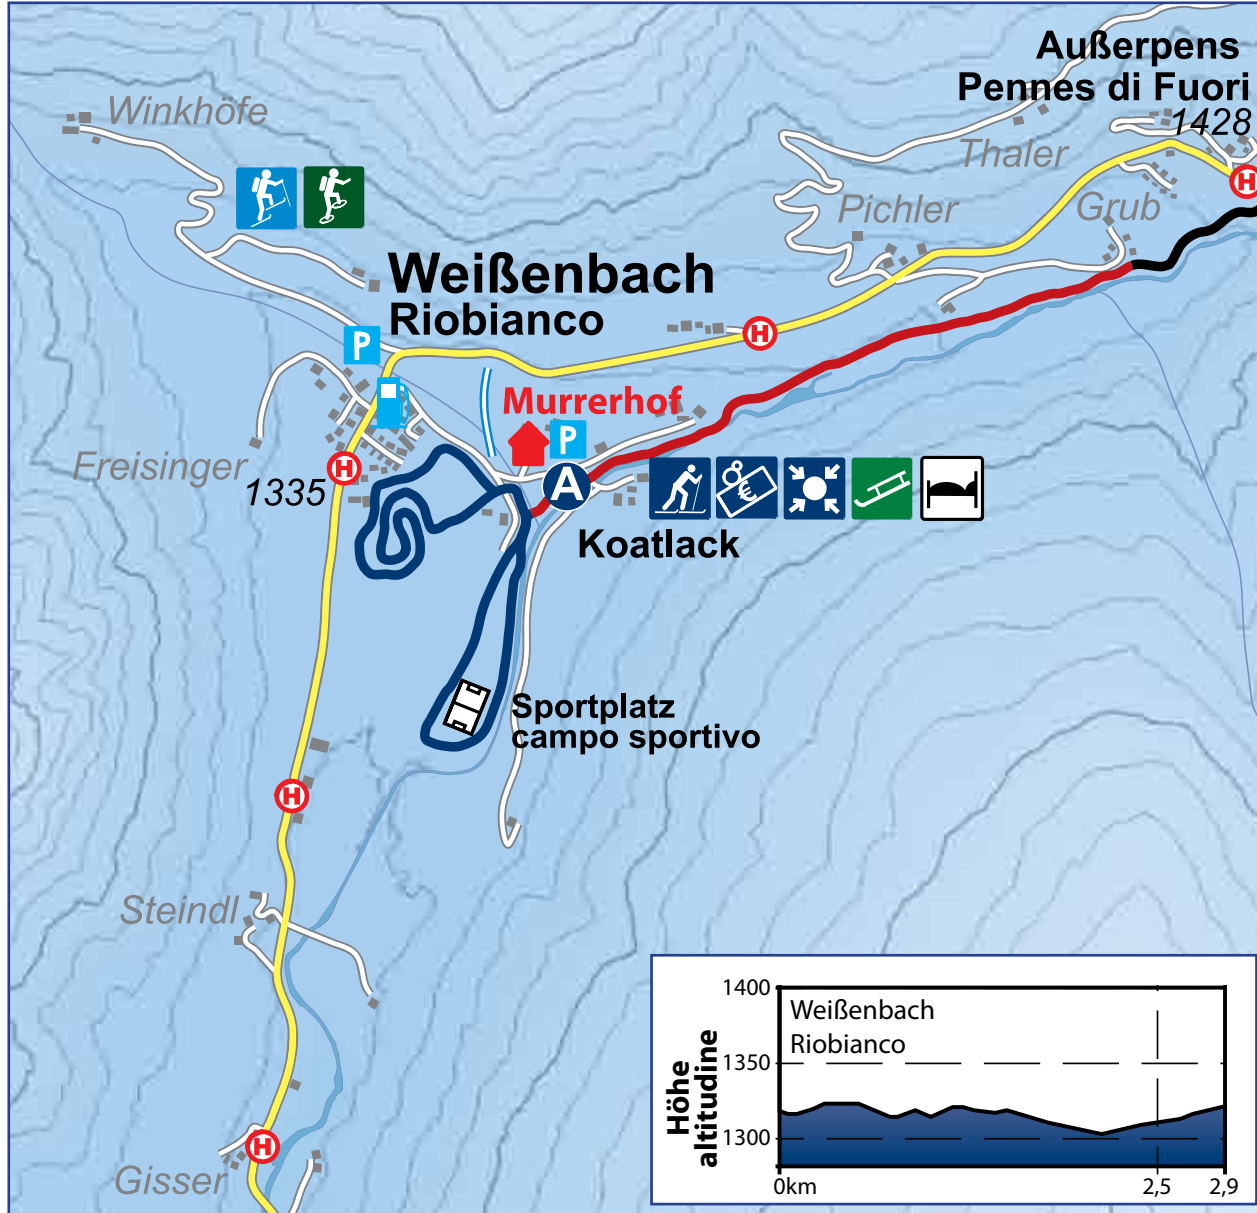 Außerpens
Pennes di Fuori
1428
Winkhöfe
Thaler
Pichler
Grub
H
Weißenbach
Riobianco
H
P
Murrerhof
P
Freisinger
H
1335
A
€
Koatlack
Sportplatz
campo sportivo
H
Steindl
H
Gisser
Höhe
altitudine
1400
1350
1300
Weißenbach
Riobianco
0km
2,5
2,9